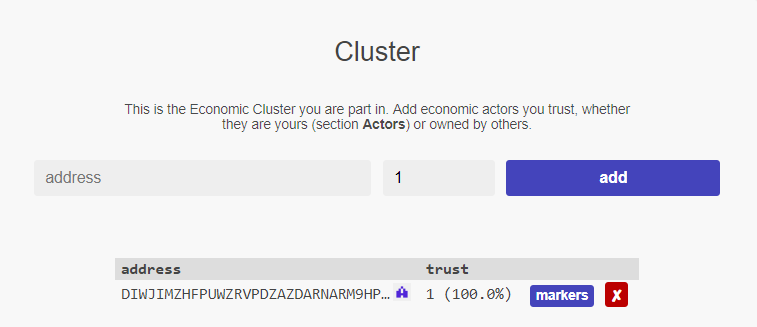 Cluster
This is the Economic Cluster you are part in. Add economic actors you trust, whether
they are yours (section Actors) or owned by others.
address 1 add
address trust
DIWJIMZHFPUWZRVPDZAZDARNARM9HP… 1 (100.0%) markers ✘